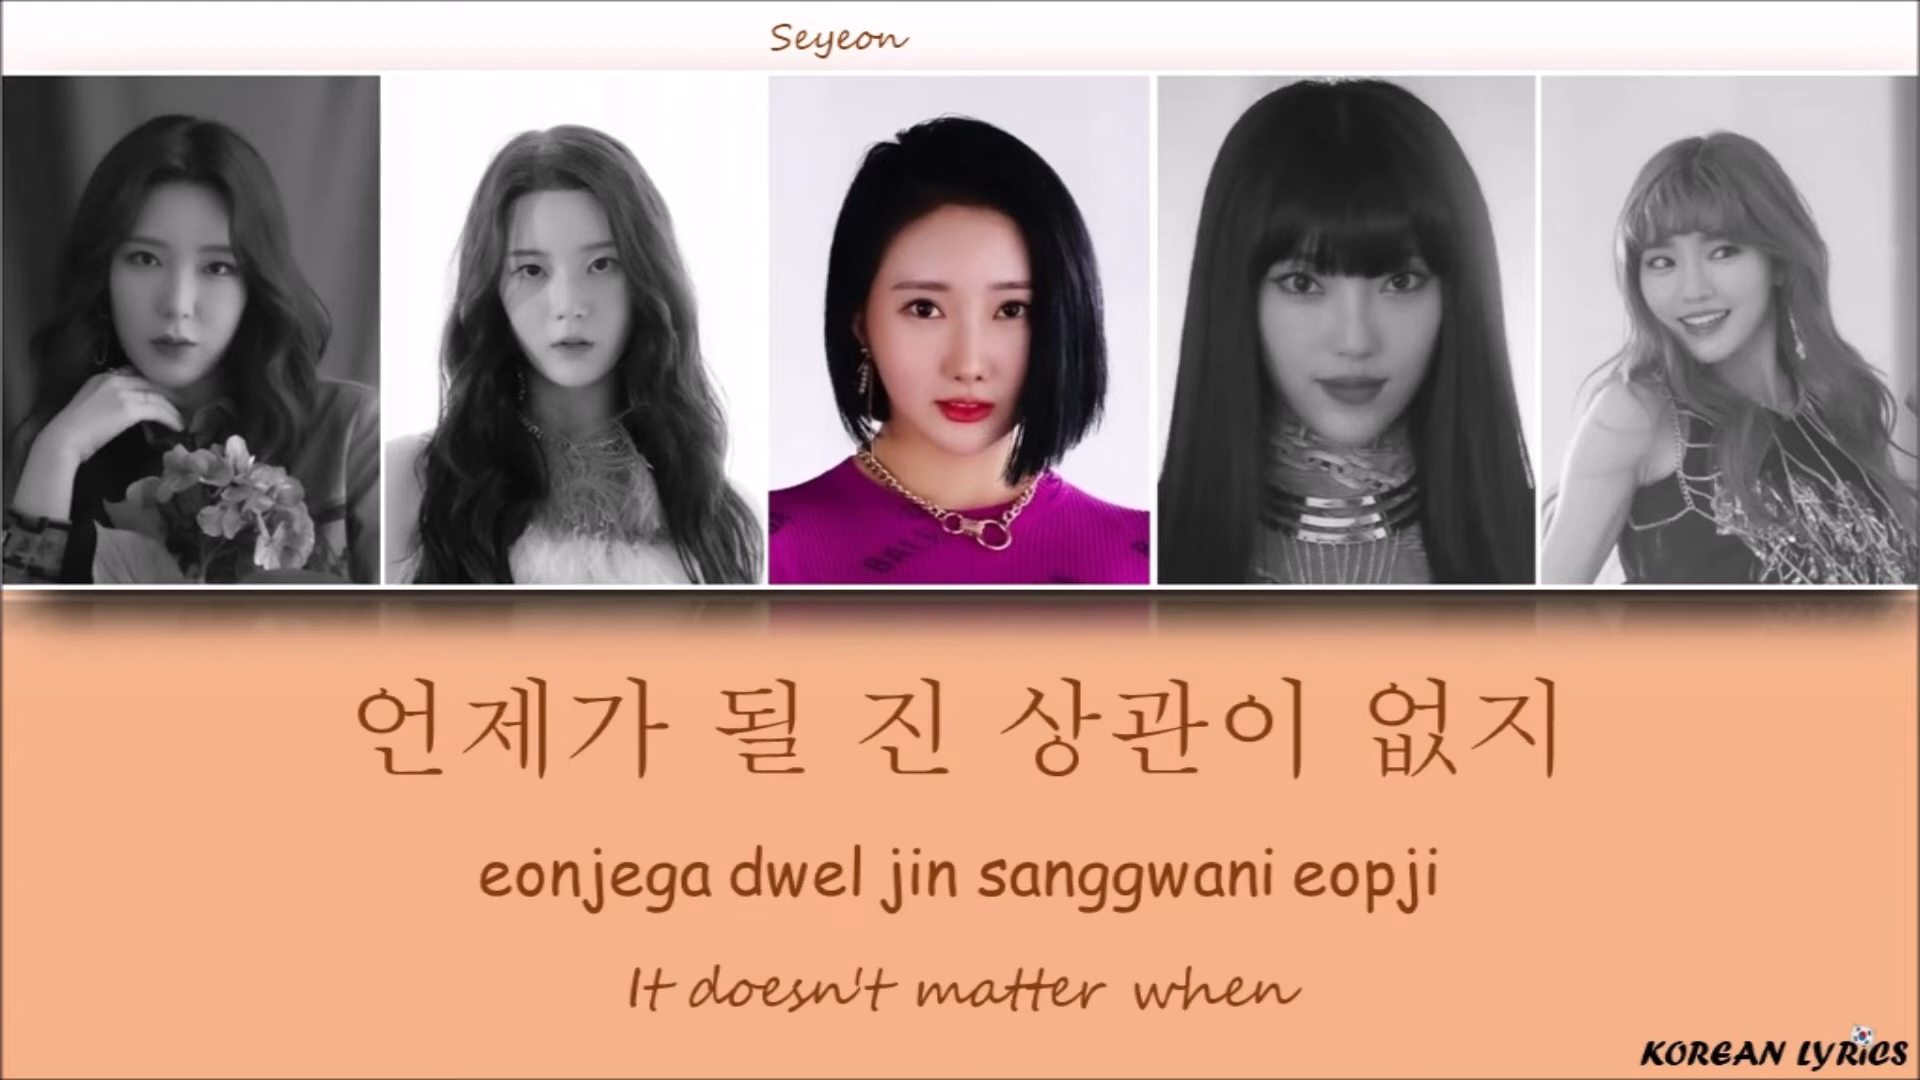 Seyeon
언제가 될 진 상관이 없지
eonjega dwel jin sanggwani eopji
It doesn't matter when
KOREAN LYRICS